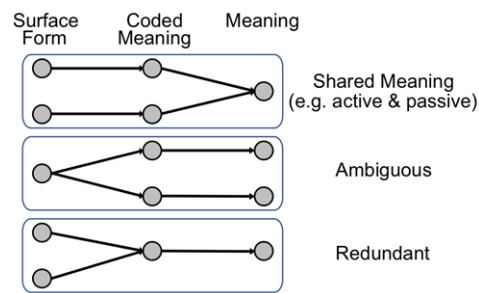 Surface Form
Coded Meaning
Meaning
Shared Meaning
(e.g. active & passive)
Ambiguous
Redundant